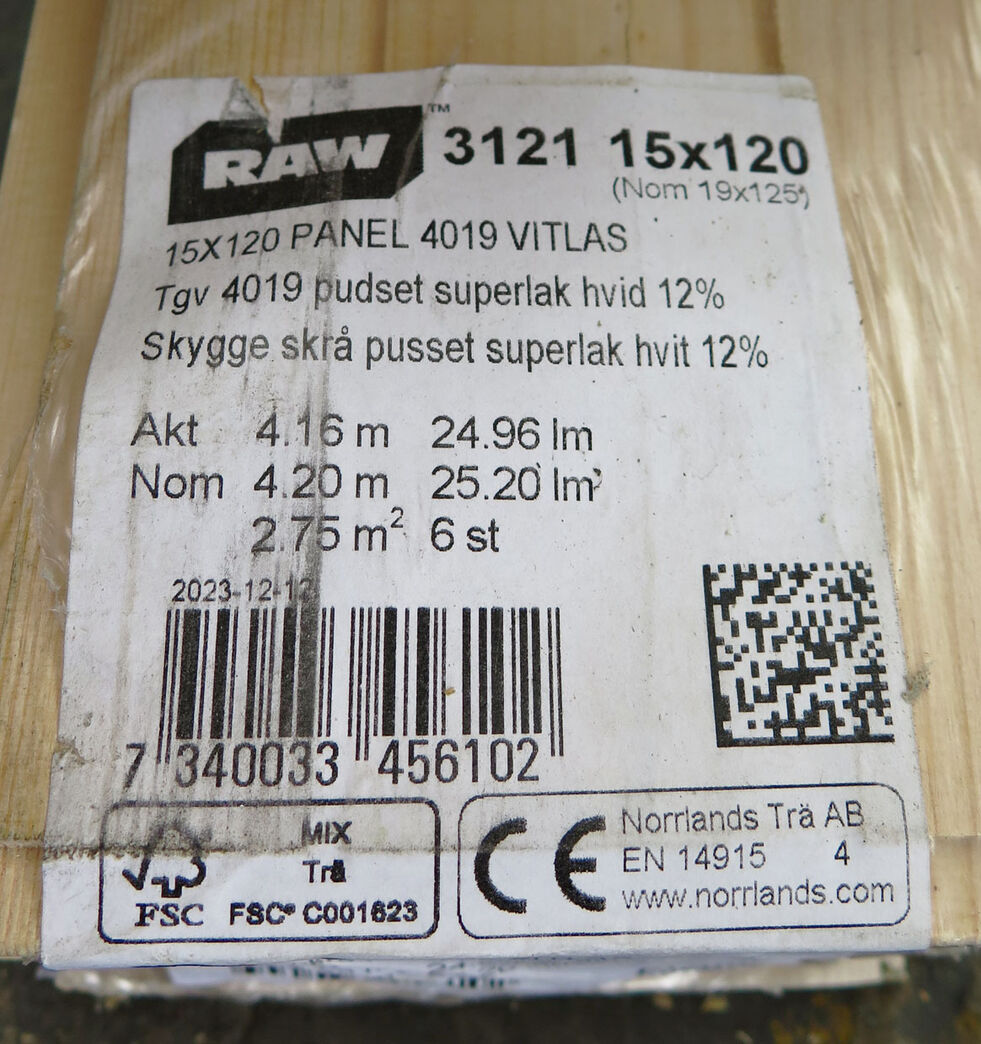 RAW™ 3121 15x120
(Nom 19x125)
15X120 PANEL 4019 VITLAS
Tgv 4019 pudset superlak hvid 12%
Skygge skrå pusset superlak hvit 12%
Akt 4.16 m 24.96 lm
Nom 4.20 m 25.20 lm
2.75 m² 6 st
2023-12-12
7 340033 456102
MIX
Trä
FSC FSC® C001623
CE Norrlands Trä AB
EN 14915 4
www.norrlands.com